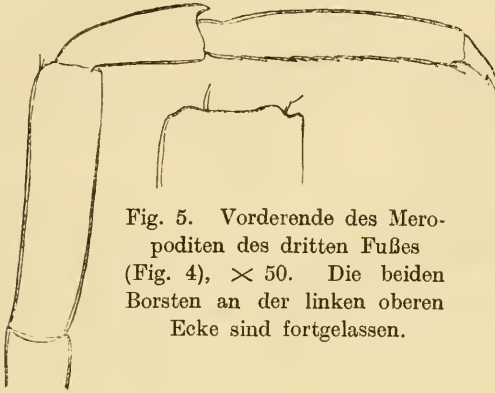 Fig. 5. Vorderende des Mero-
poditen des dritten Fußes
(Fig. 4), × 50. Die beiden
Borsten an der linken oberen
Ecke sind fortgelassen.